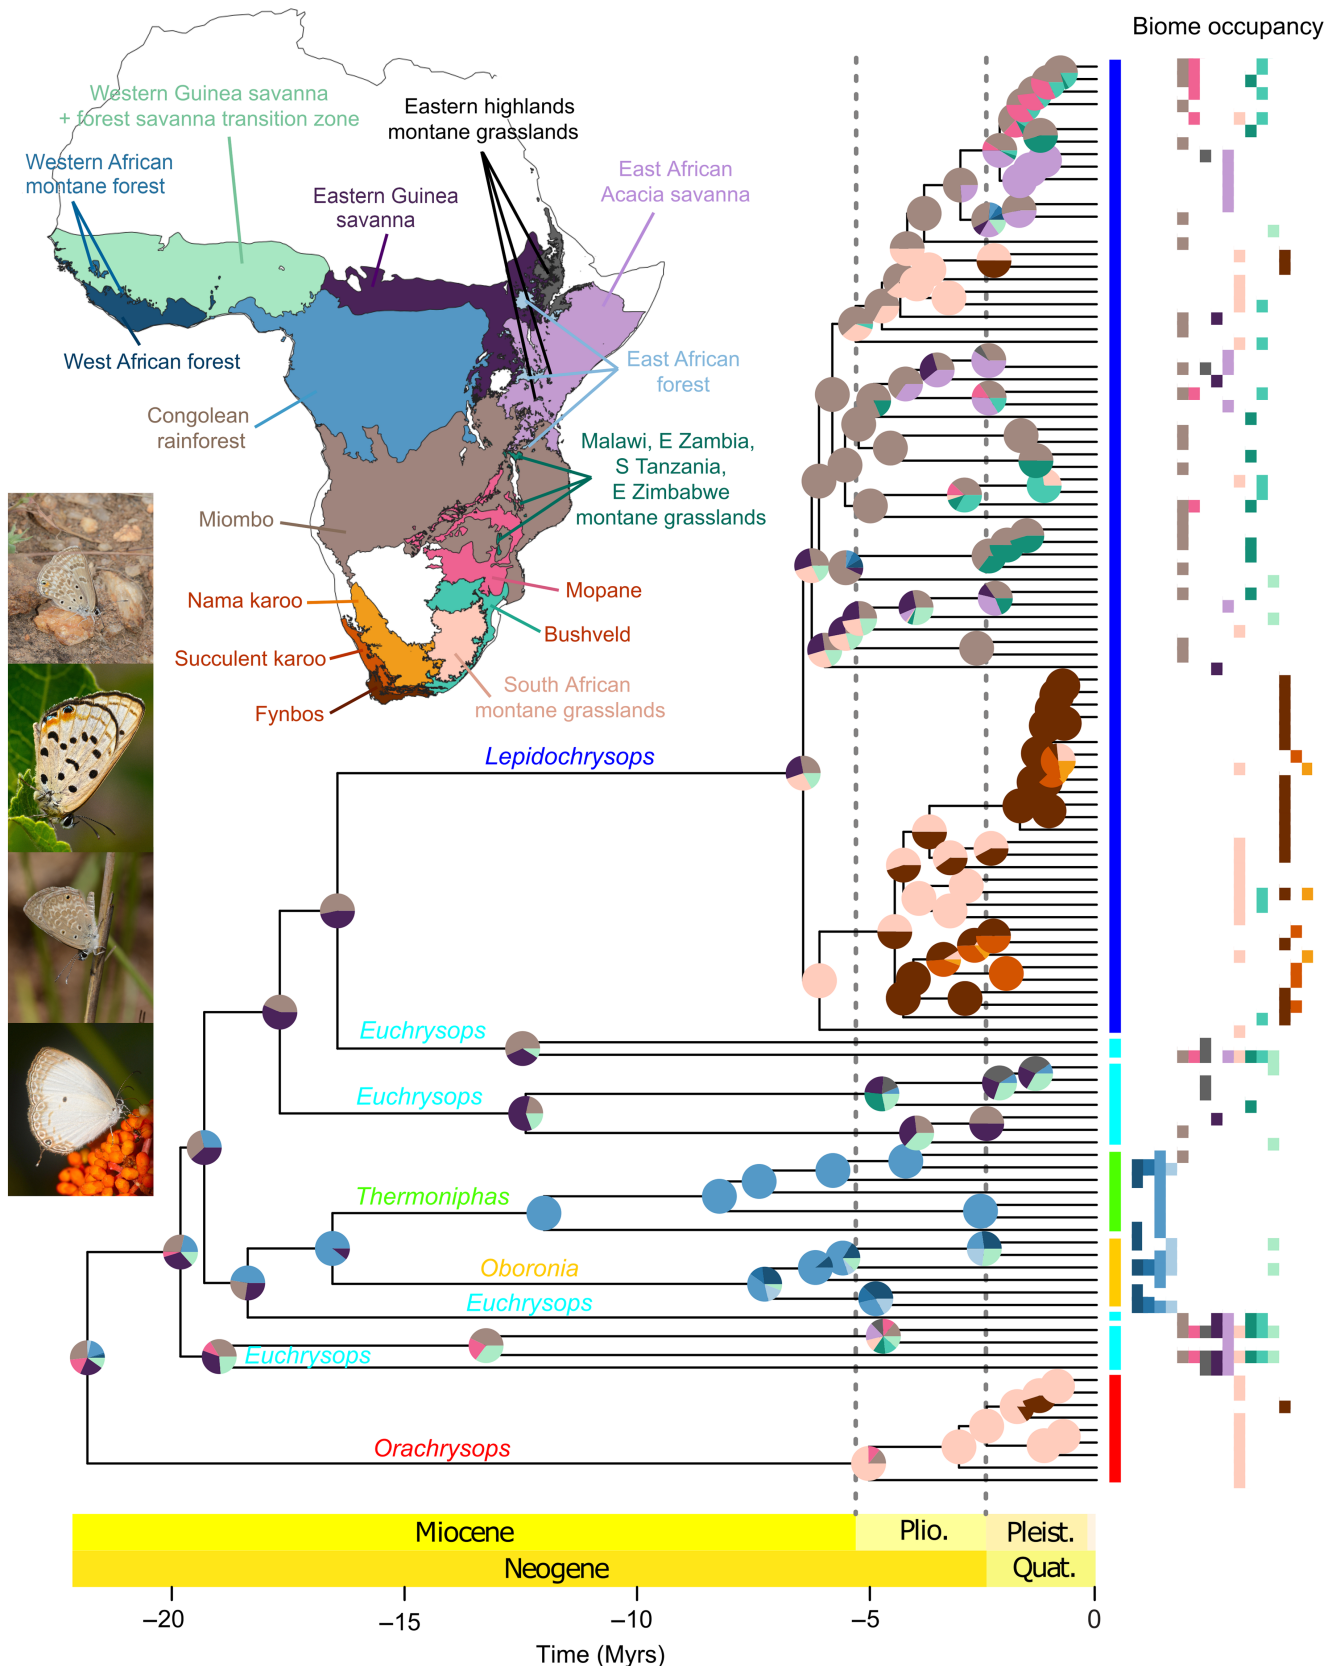 Biome occupancy
Western Guinea savanna
+ forest savanna transition zone
Eastern highlands
montane grasslands
Western African
montane forest
East African
Acacia savanna
Eastern Guinea
savanna
West African forest
East African
forest
Congolean
rainforest
Malawi, E Zambia,
S Tanzania,
E Zimbabwe
montane grasslands
Miombo
Nama karoo
Mopane
Bushveld
Succulent karoo
South African
montane grasslands
Fynbos
Lepidochrysops
Euchrysops
Euchrysops
Thermoniphas
Oboronia
Euchrysops
Euchrysops
Orachrysops
Miocene
Plio.
Pleist.
Neogene
Quat.
–20
–15
–10
–5
0
Time (Myrs)